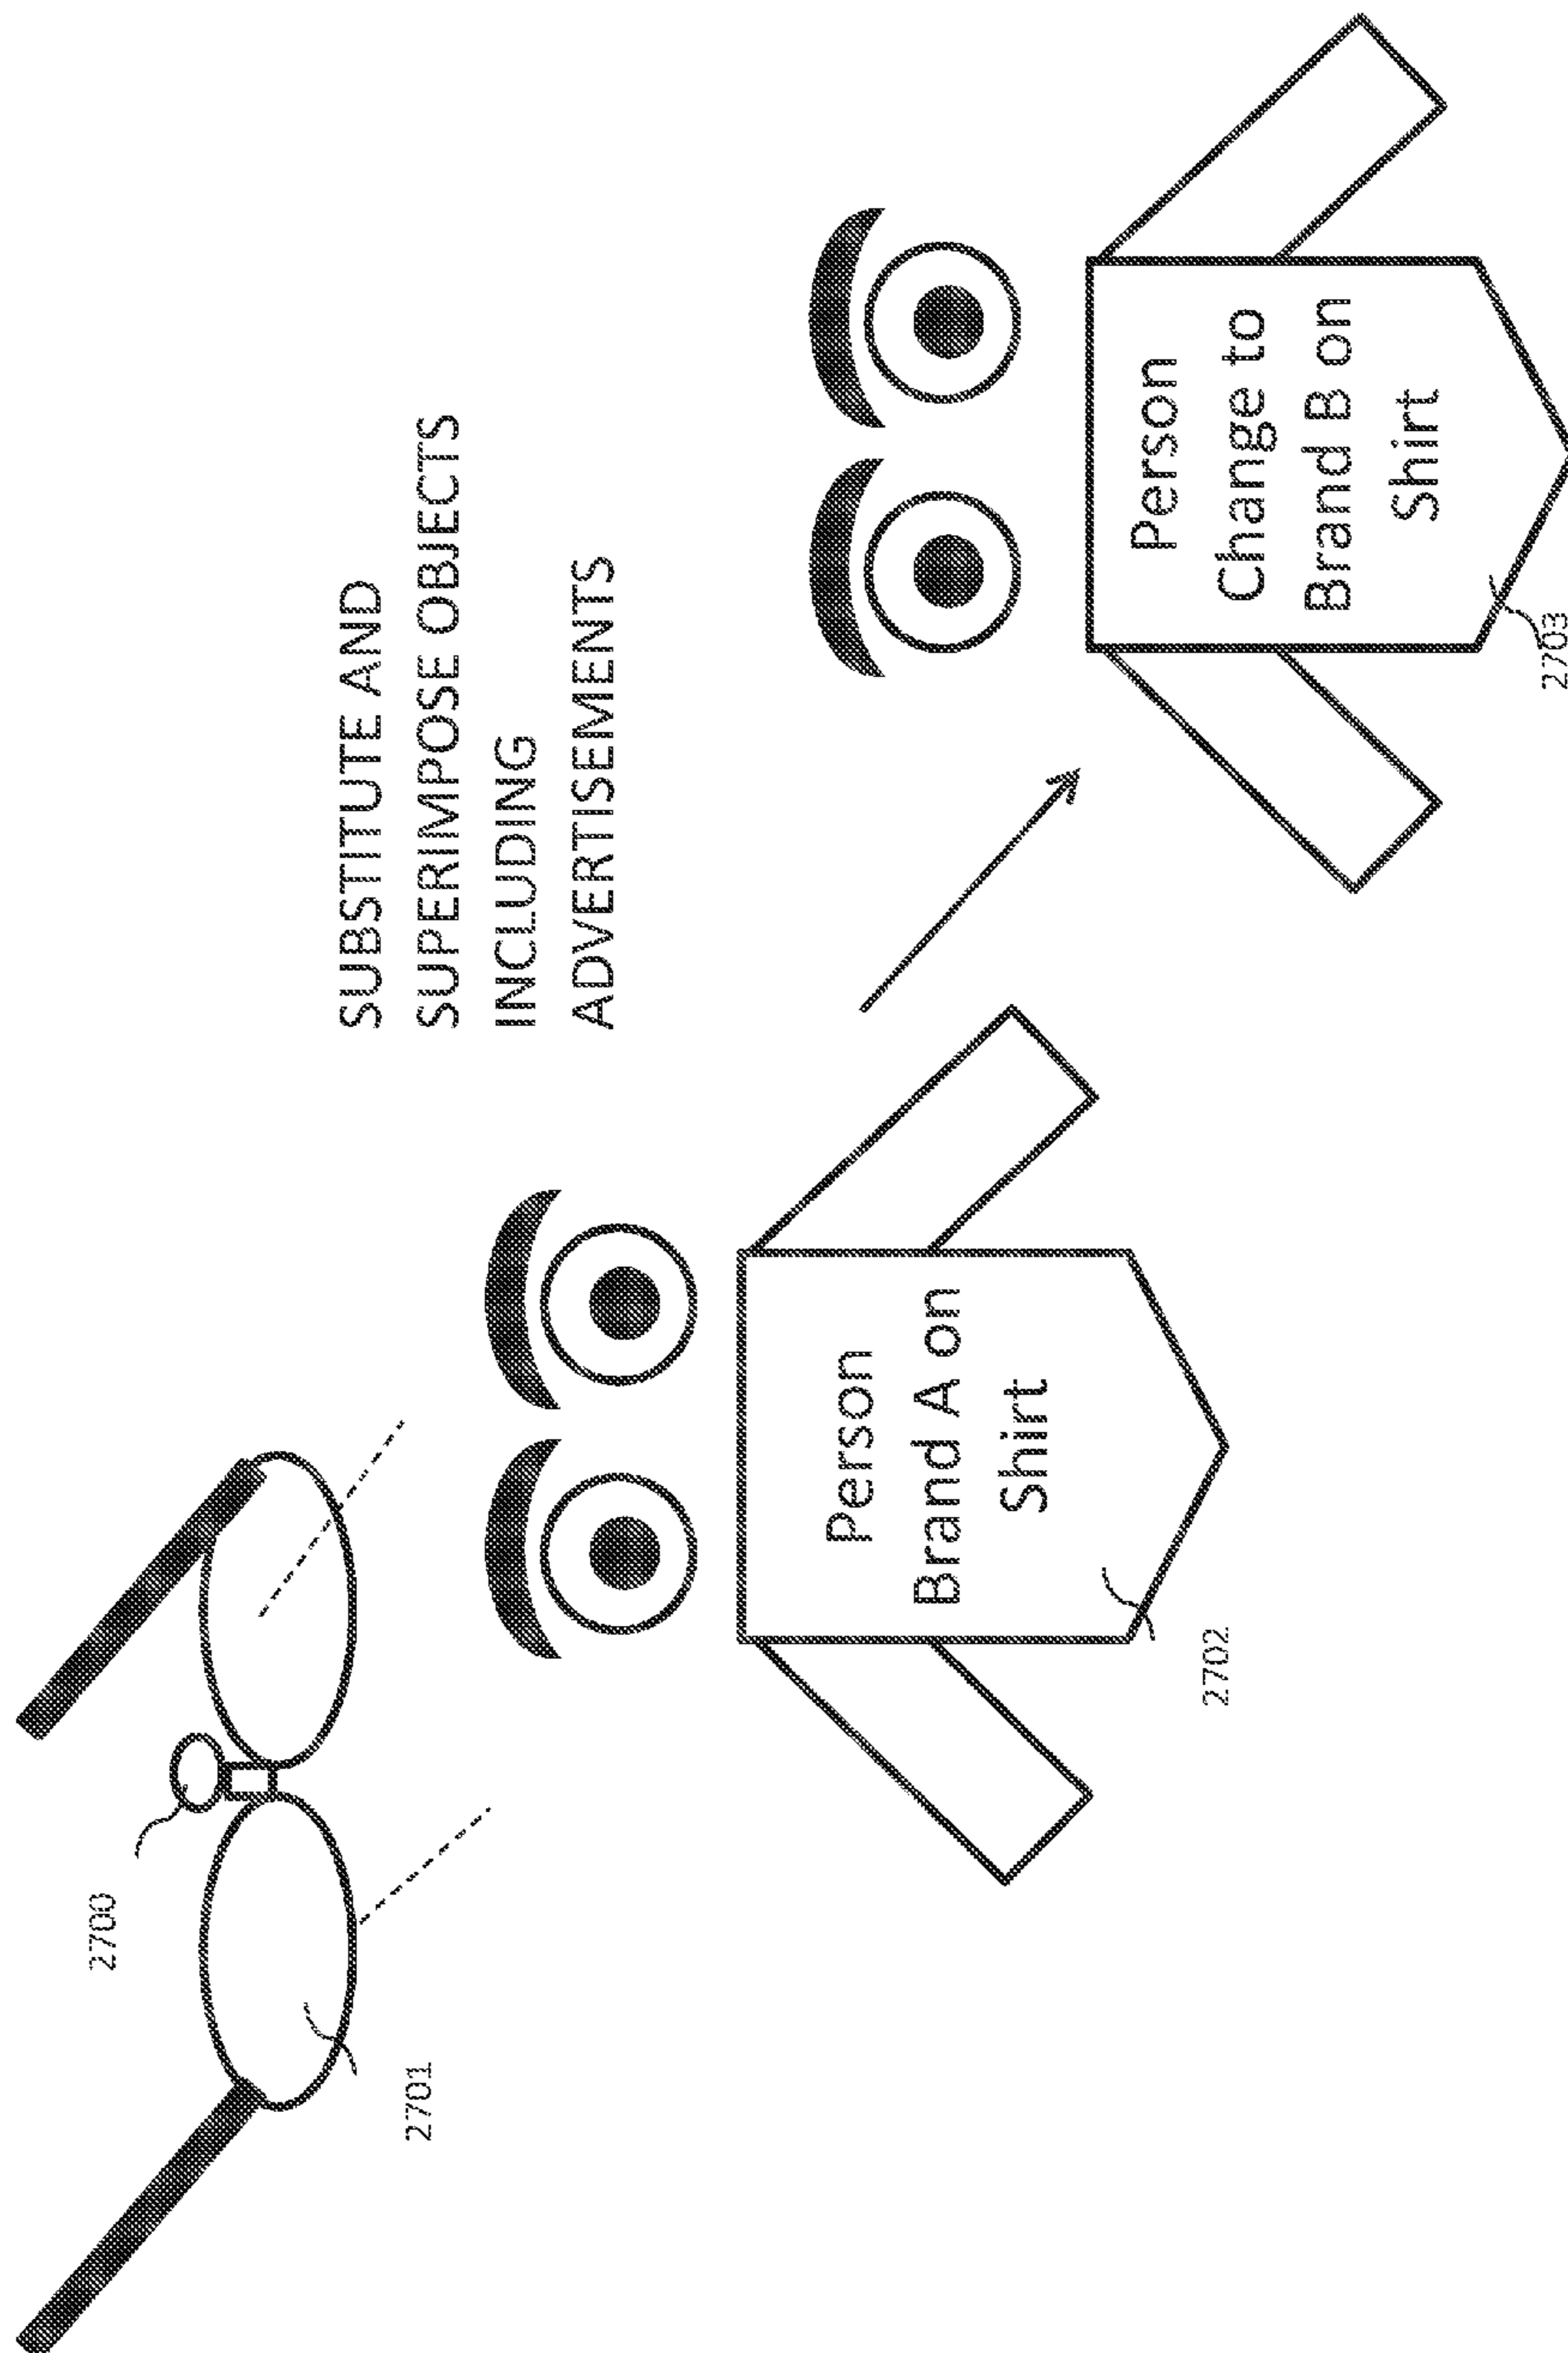 SUBSTITUTE AND
SUPERIMPOSE OBJECTS
INCLUDING
ADVERTISEMENTS
2700
2701
Person
Brand A on
Shirt
2702
Person
Change to
Brand B on
Shirt
2703